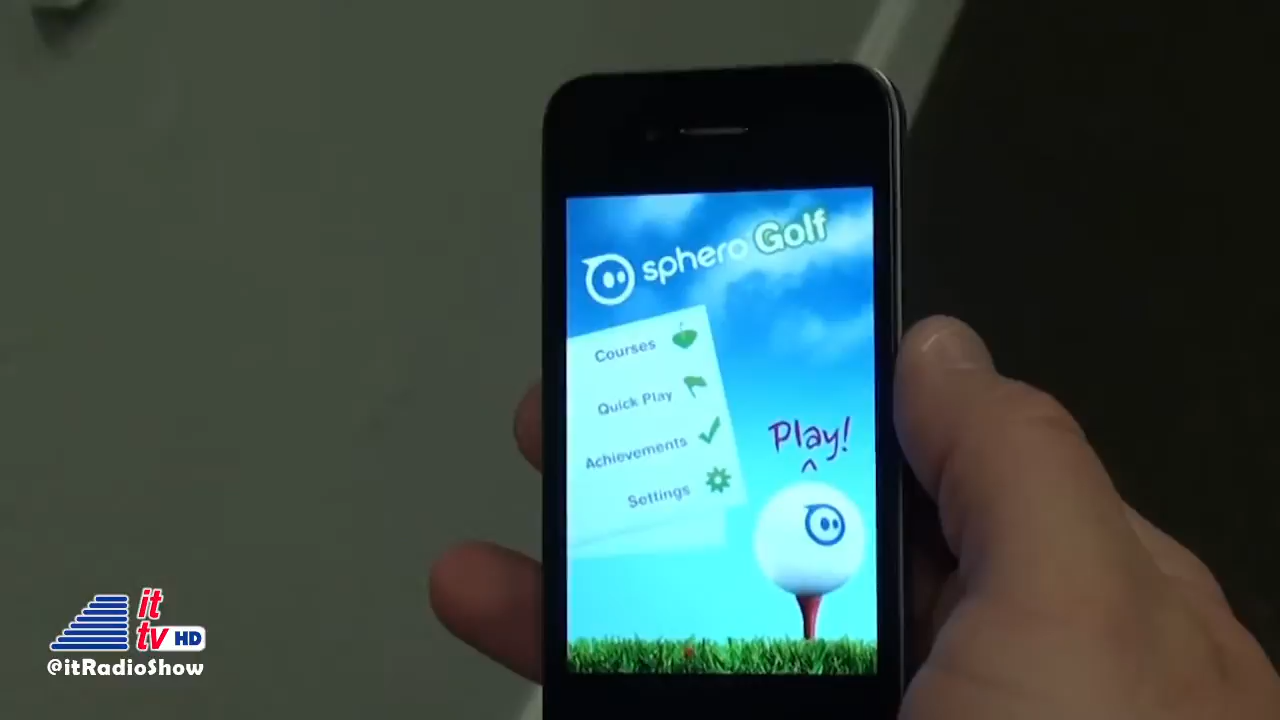 sphero Golf
Courses
Quick Play
Achievements
Settings
Play!
it
tv HD
@itRadioShow